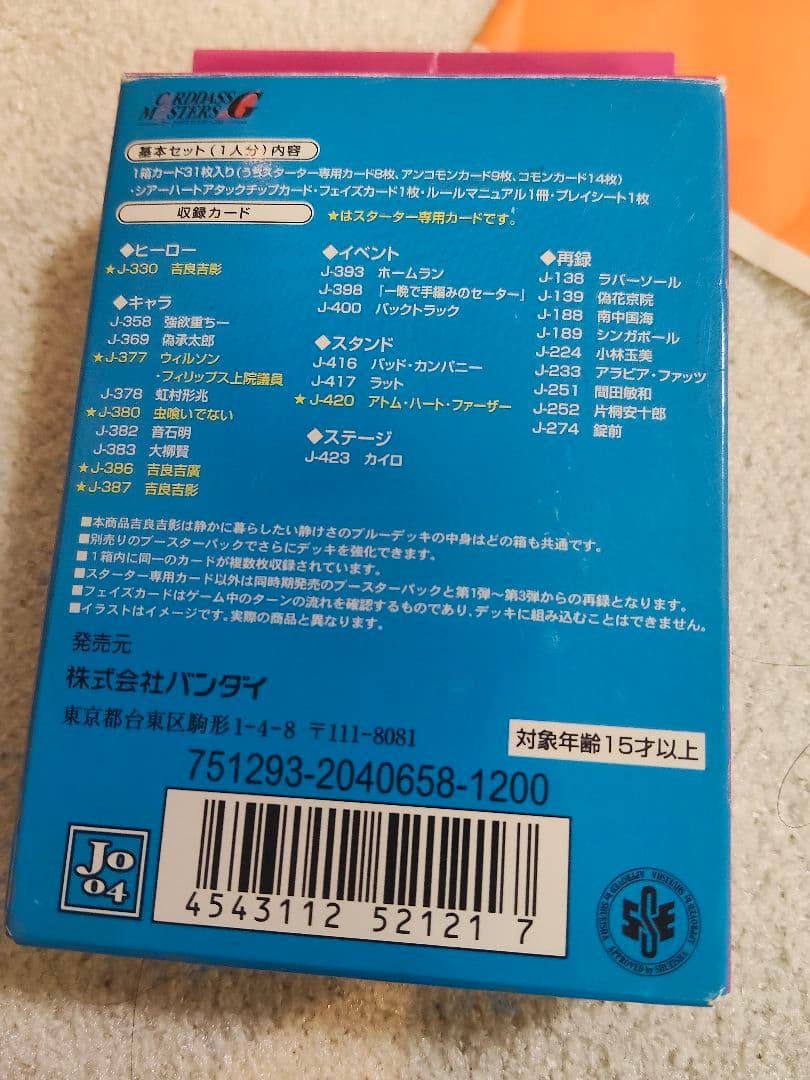 CARDDASS
MASTERS G
基本セット(1人分)内容
1箱カード31枚入り(うちスターター専用カード8枚、アンコモンカード9枚、コモンカード14枚)
・シアーハートアタックチップカード・フェイズカード1枚・ルールマニュアル1冊・プレイシート1枚
収録カード
★はスターター専用カードです。
◆ヒーロー
★J-330 吉良吉影
◆キャラ
J-358 強欲重ちー
J-369 偽承太郎
★J-377 ウィルソン
・フィリップス上院議員
J-378 虹村形兆
★J-380 虫喰いでない
J-382 音石明
J-383 大柳賢
★J-386 吉良吉廣
★J-387 吉良吉影
◆イベント
J-393 ホームラン
J-398 「一晩で手編みのセーター」
J-400 バックトラック
◆スタンド
J-416 バッド・カンパニー
J-417 ラット
★J-420 アトム・ハート・ファーザー
◆ステージ
J-423 カイロ
◆再録
J-138 ラバーソール
J-139 偽花京院
J-188 南中国海
J-189 シンガポール
J-224 小林玉美
J-233 アラビア・ファッツ
J-251 間田敏和
J-252 片桐安十郎
J-274 錠前
■本商品吉良吉影は静かに暮らしたい静けさのブルーデッキの中身はどの箱も共通です。
■別売りのブースターパックでさらにデッキを強化できます。
■1箱内に同一のカードが複数枚収録されています。
■スターター専用カード以外は同時期発売のブースターパックと第1弾〜第3弾からの再録となります。
■フェイズカードはゲーム中のターンの流れを確認するものであり、デッキに組み込むことはできません。
■イラストはイメージです。実際の商品と異なります。
発売元
株式会社バンダイ
東京都台東区駒形1-4-8 〒111-8081
対象年齢15才以上
751293-2040658-1200
Jo
04
4543112 521217
APPROVED by SHUEISHA
APPROVED by SHUEISHA